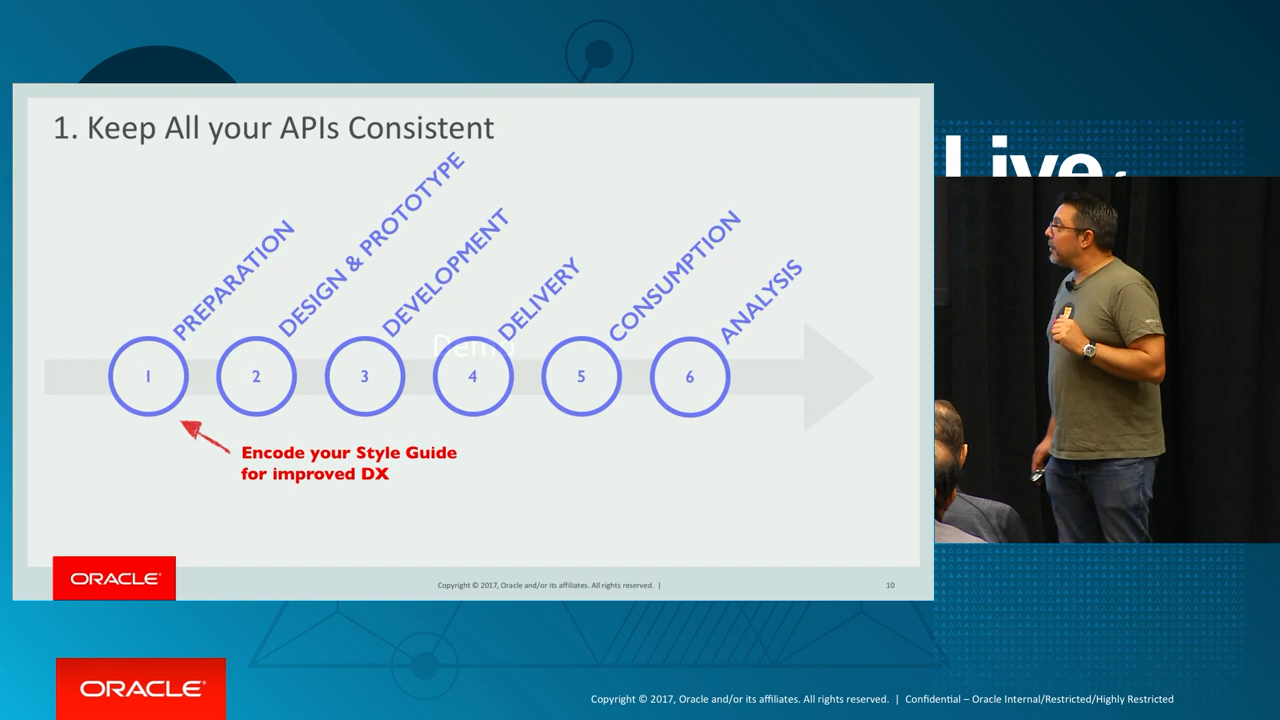 1. Keep All your APIs Consistent
PREPARATION
DESIGN & PROTOTYPE
DEVELOPMENT
DELIVERY
CONSUMPTION
ANALYSIS
Demo
1
2
3
4
5
6
Encode your Style Guide
for improved DX
ORACLE
Copyright © 2017, Oracle and/or its affiliates. All rights reserved. |
10
Live
ORACLE
Copyright © 2017, Oracle and/or its affiliates. All rights reserved. | Confidential – Oracle Internal/Restricted/Highly Restricted